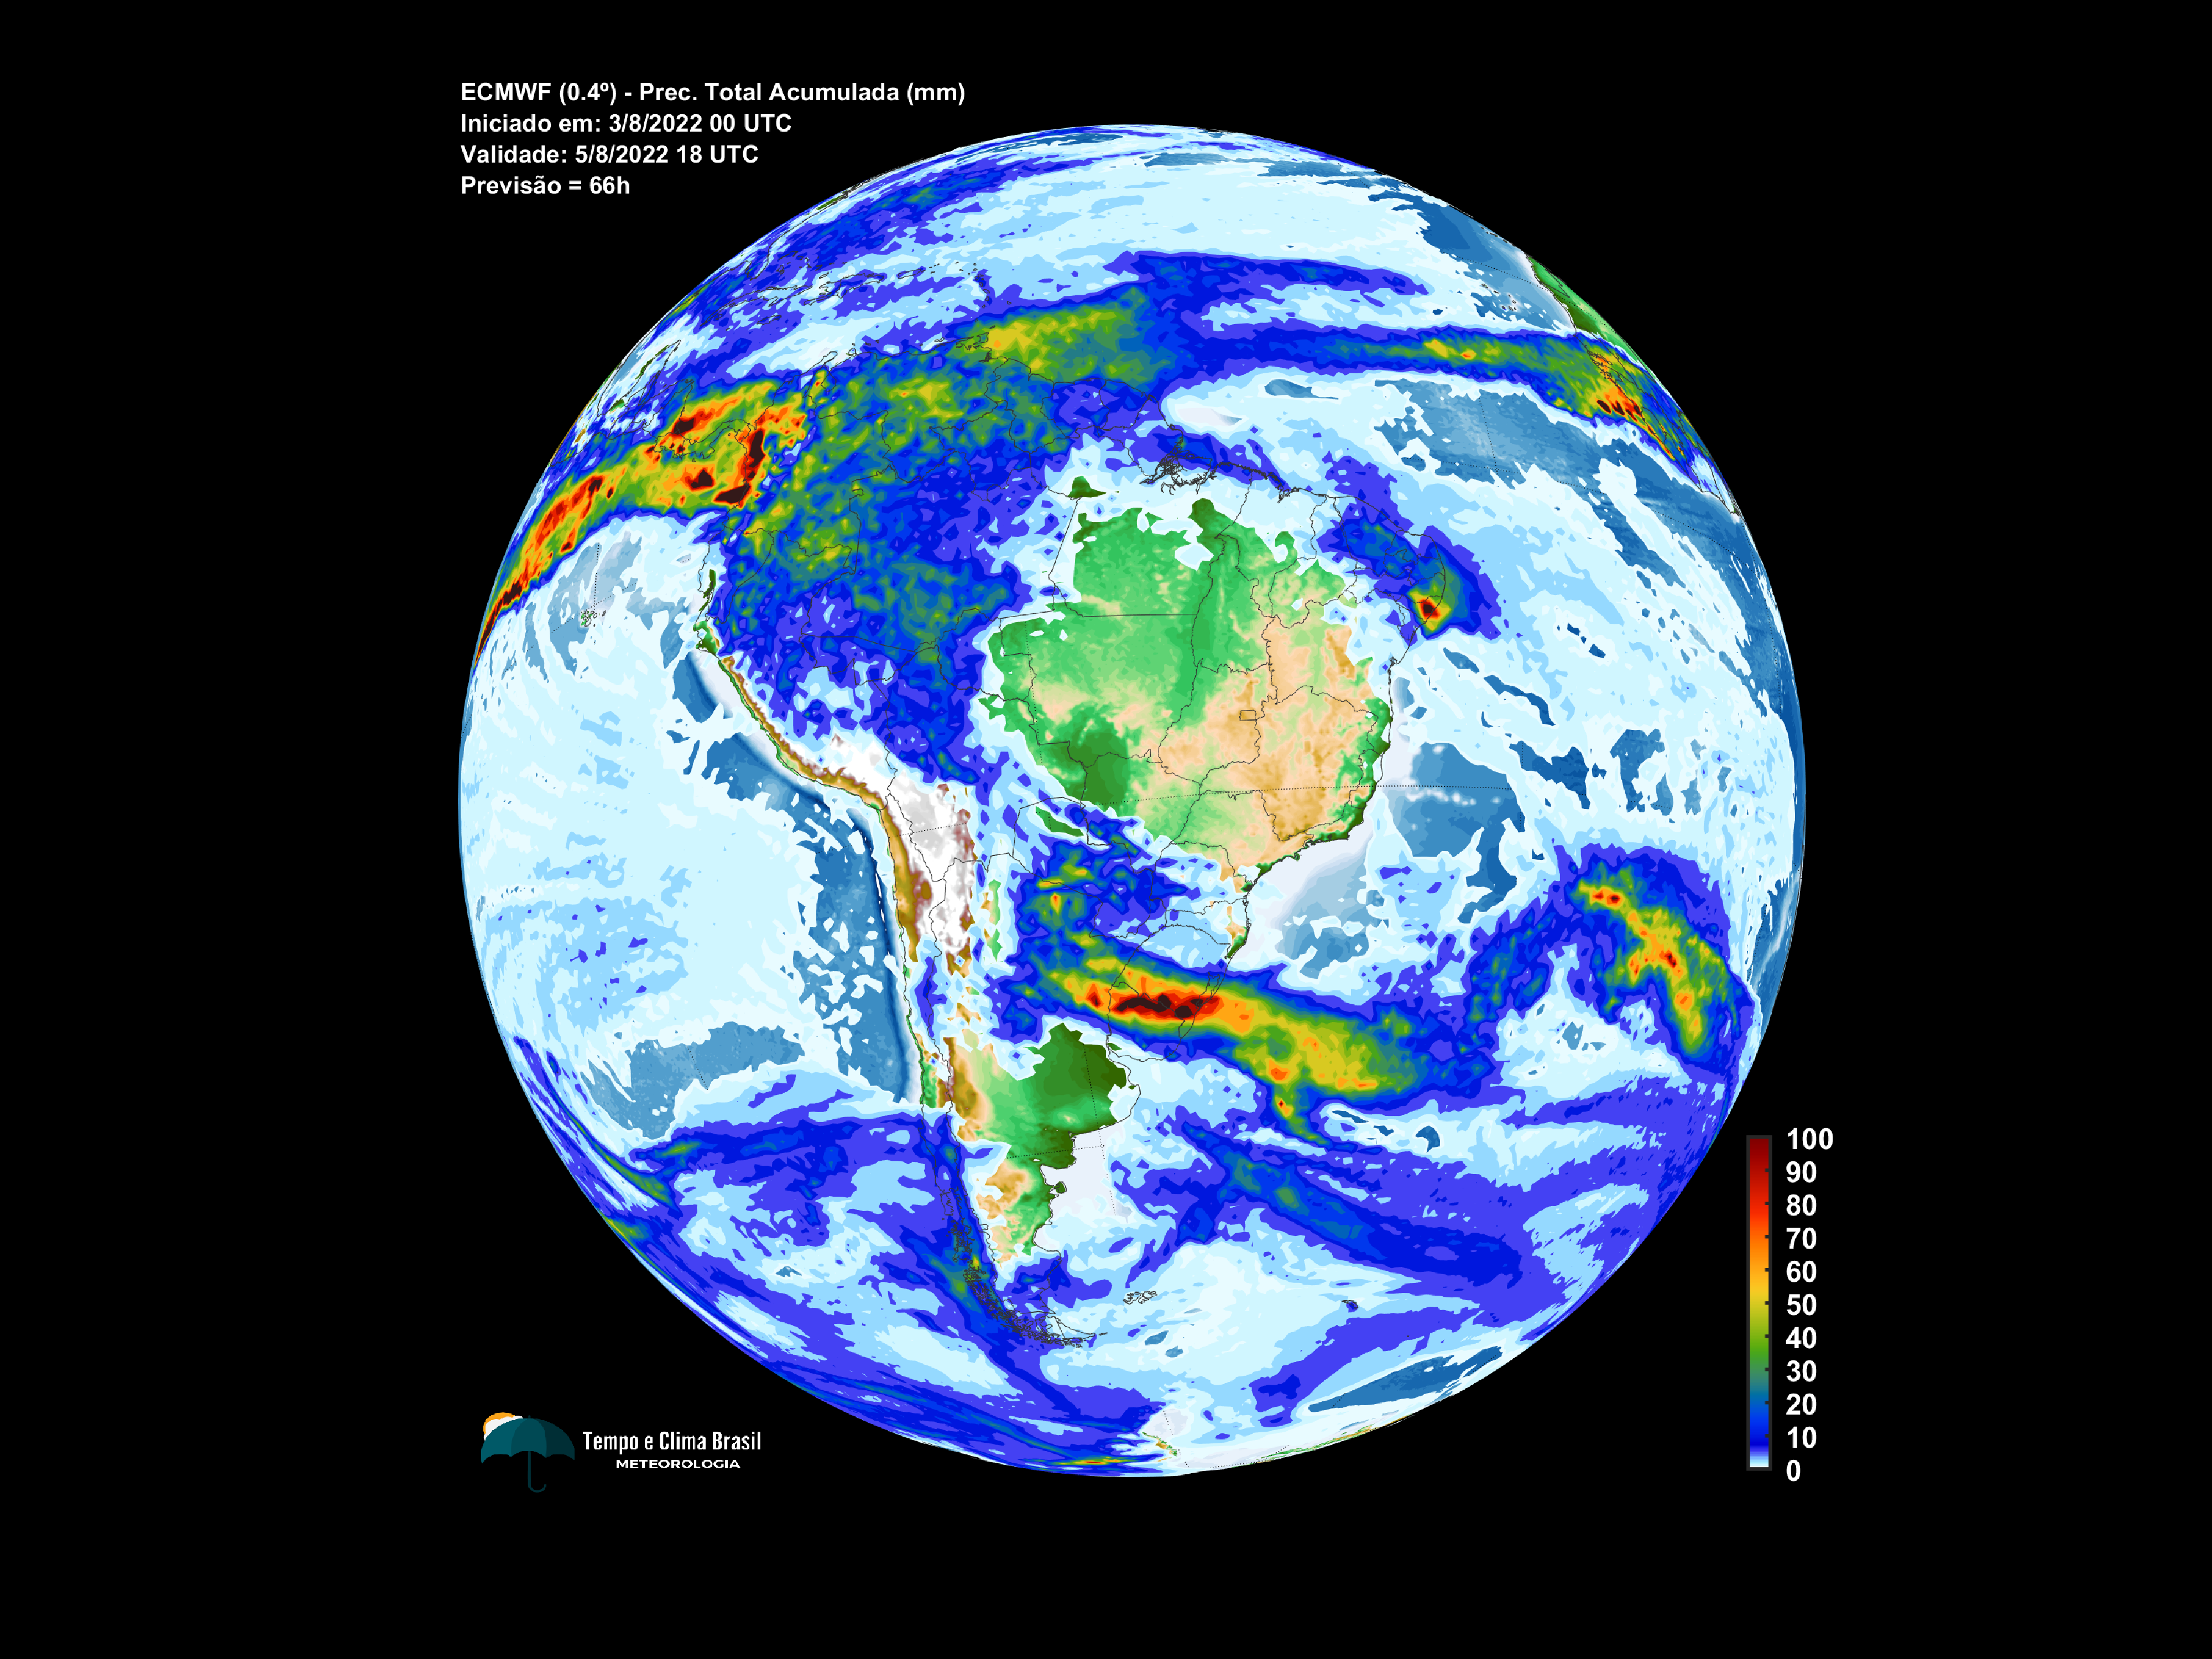 ECMWF (0.4º) - Prec. Total Acumulada (mm)
Iniciado em: 3/8/2022 00 UTC
Validade: 5/8/2022 18 UTC
Previsão = 66h
100
90
80
70
60
50
40
30
20
10
0
Tempo e Clima Brasil
METEOROLOGIA